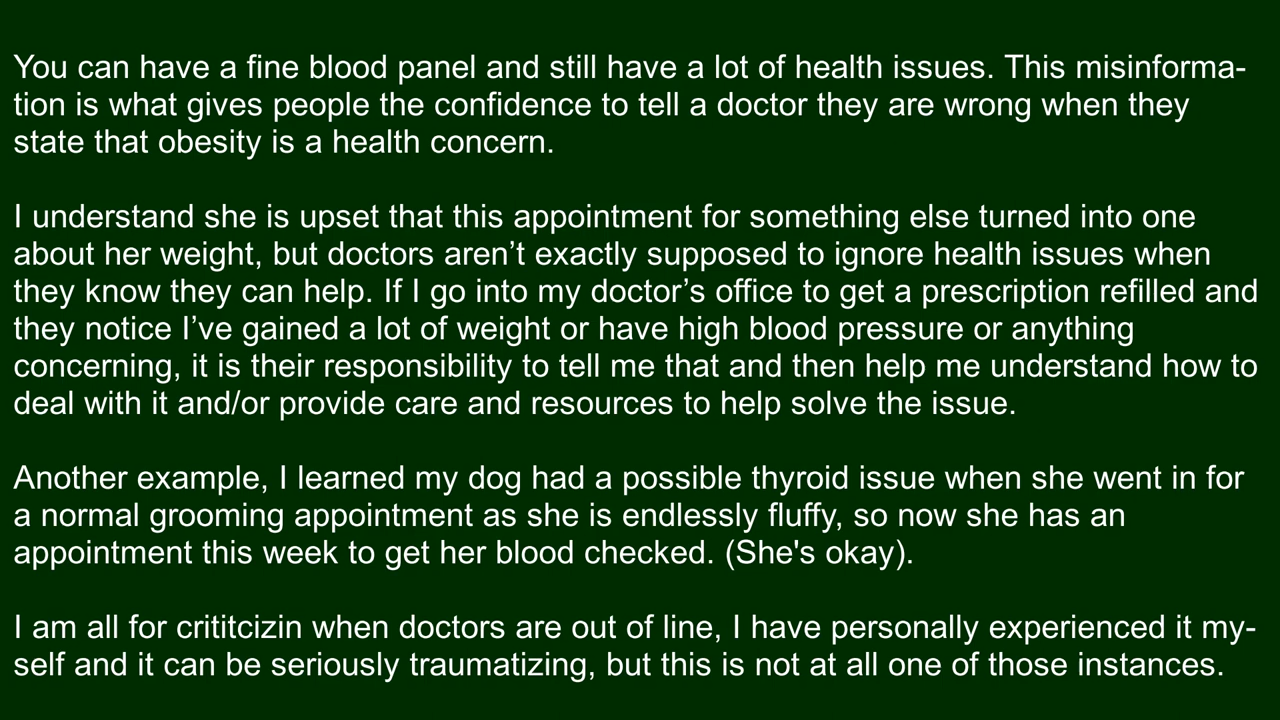 You can have a fine blood panel and still have a lot of health issues. This misinforma-
tion is what gives people the confidence to tell a doctor they are wrong when they
state that obesity is a health concern.
I understand she is upset that this appointment for something else turned into one
about her weight, but doctors aren’t exactly supposed to ignore health issues when
they know they can help. If I go into my doctor’s office to get a prescription refilled and
they notice I’ve gained a lot of weight or have high blood pressure or anything
concerning, it is their responsibility to tell me that and then help me understand how to
deal with it and/or provide care and resources to help solve the issue.
Another example, I learned my dog had a possible thyroid issue when she went in for
a normal grooming appointment as she is endlessly fluffy, so now she has an
appointment this week to get her blood checked. (She's okay).
I am all for crititcizin when doctors are out of line, I have personally experienced it my-
self and it can be seriously traumatizing, but this is not at all one of those instances.